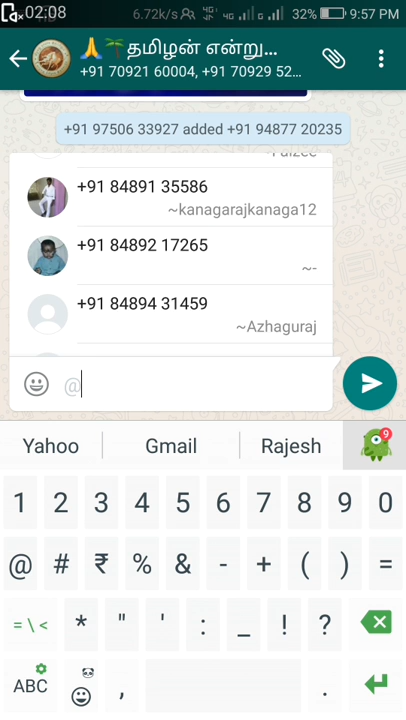 02:08 6.72k/s 4G 4G G 32% 9:57 PM
🙏🌴தமிழன் என்று...
+91 70921 60004, +91 70929 52...
+91 97506 33927 added +91 94877 20235
+91 84891 35586
~kanagarajkanaga12
+91 84892 17265
~-
+91 84894 31459
~Azhaguraj
@
Yahoo Gmail Rajesh 9
1 2 3 4 5 6 7 8 9 0
@ # ₹ % & - + ( ) =
= \ < * " ' : _ ! ?
ABC , .